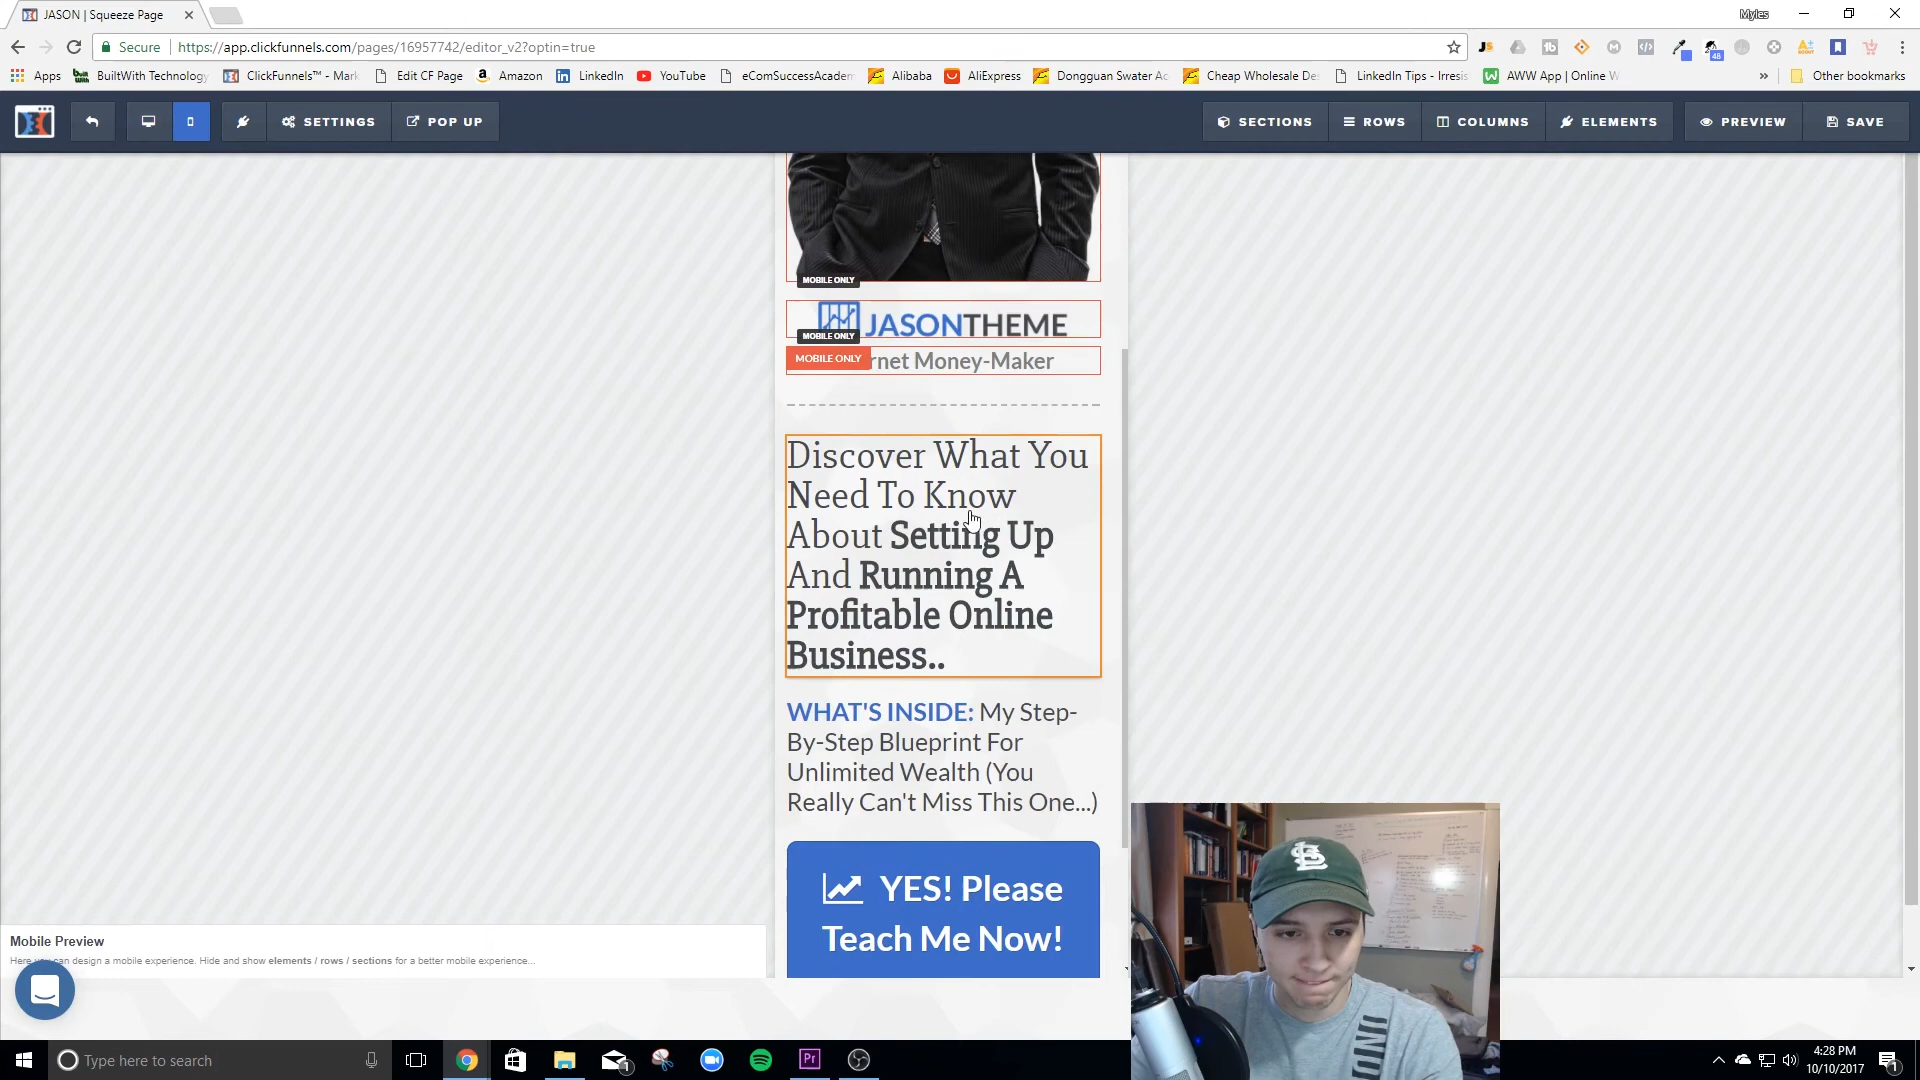 JASON | Squeeze Page
Myles
Secure
https://app.clickfunnels.com/pages/16957742/editor_v2?optin=true
Apps
BuiltWith Technology
ClickFunnels™ - Mark
Edit CF Page
Amazon
LinkedIn
YouTube
eComSuccessAcadem
Alibaba
AliExpress
Dongguan Swater Ac
Cheap Wholesale De
LinkedIn Tips - Irresis
AWW App | Online W
Other bookmarks
SETTINGS
POP UP
SECTIONS
ROWS
COLUMNS
ELEMENTS
PREVIEW
SAVE
MOBILE ONLY
JASONTHEME
MOBILE ONLY
MOBILE ONLY
rnet Money-Maker
Discover What You
Need To Know
About Setting Up
And Running A
Profitable Online
Business..
WHAT'S INSIDE: My Step-
By-Step Blueprint For
Unlimited Wealth (You
Really Can't Miss This One...)
YES! Please
Teach Me Now!
Mobile Preview
Here you can design a mobile experience. Hide and show elements / rows / sections for a better mobile experience...
Type here to search
4:28 PM
10/10/2017